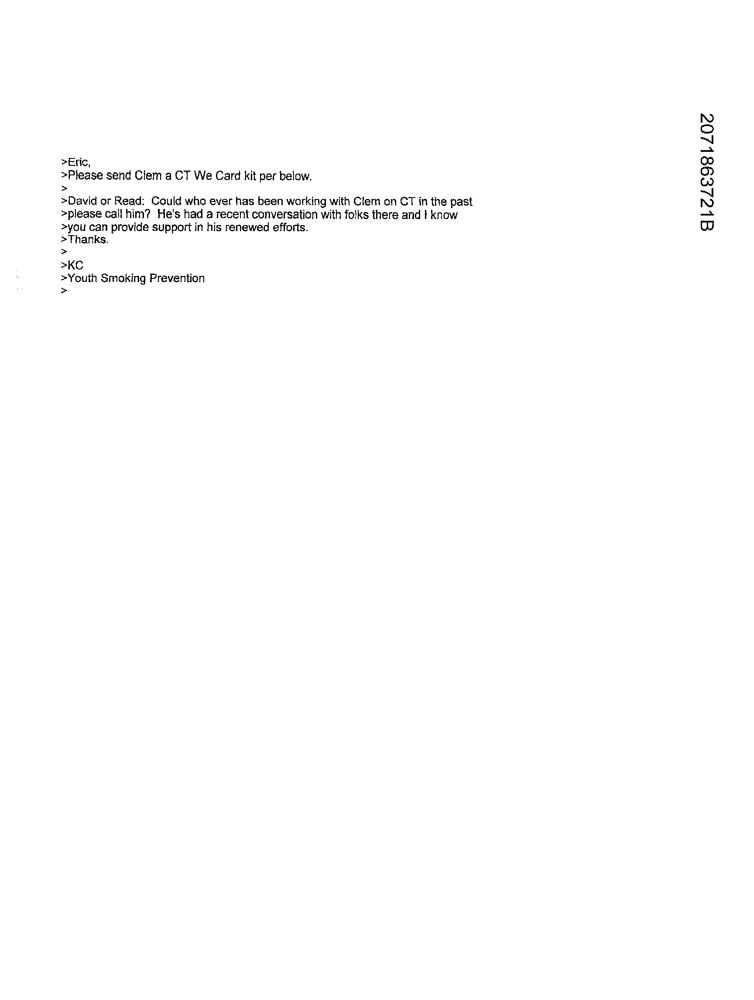 >Eric,
>Please send Clem a CT We Card kit per below.
>
>David or Read: Could who ever has been working with Clem on CT in the past
>please call him? He's had a recent conversation with folks there and I know
>you can provide support in his renewed efforts.
>Thanks.
>
>KC
>Youth Smoking Prevention
>
2071863721B